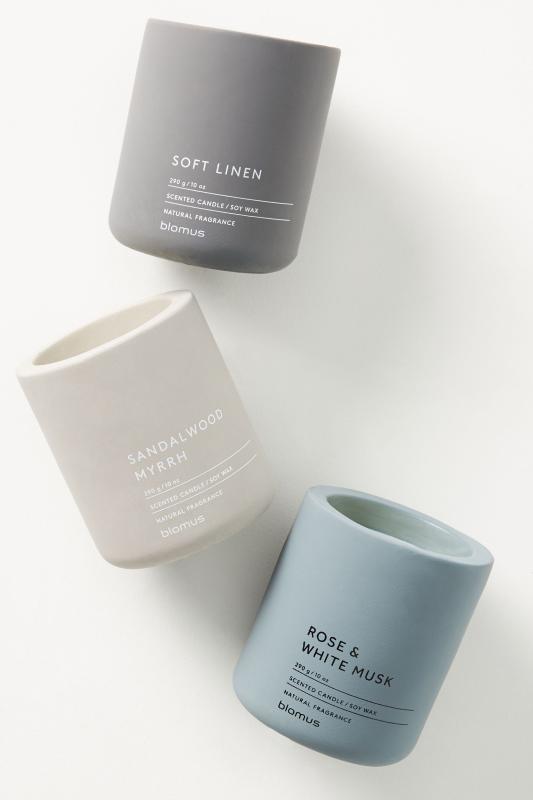 SOFT LINEN
290 g / 10 oz
SCENTED CANDLE / SOY WAX
NATURAL FRAGRANCE
blomus
SANDALWOOD
MYRRH
290 g / 10 oz
SCENTED CANDLE / SOY WAX
NATURAL FRAGRANCE
blomus
ROSE &
WHITE MUSK
290 g / 10 oz
SCENTED CANDLE / SOY WAX
NATURAL FRAGRANCE
blomus